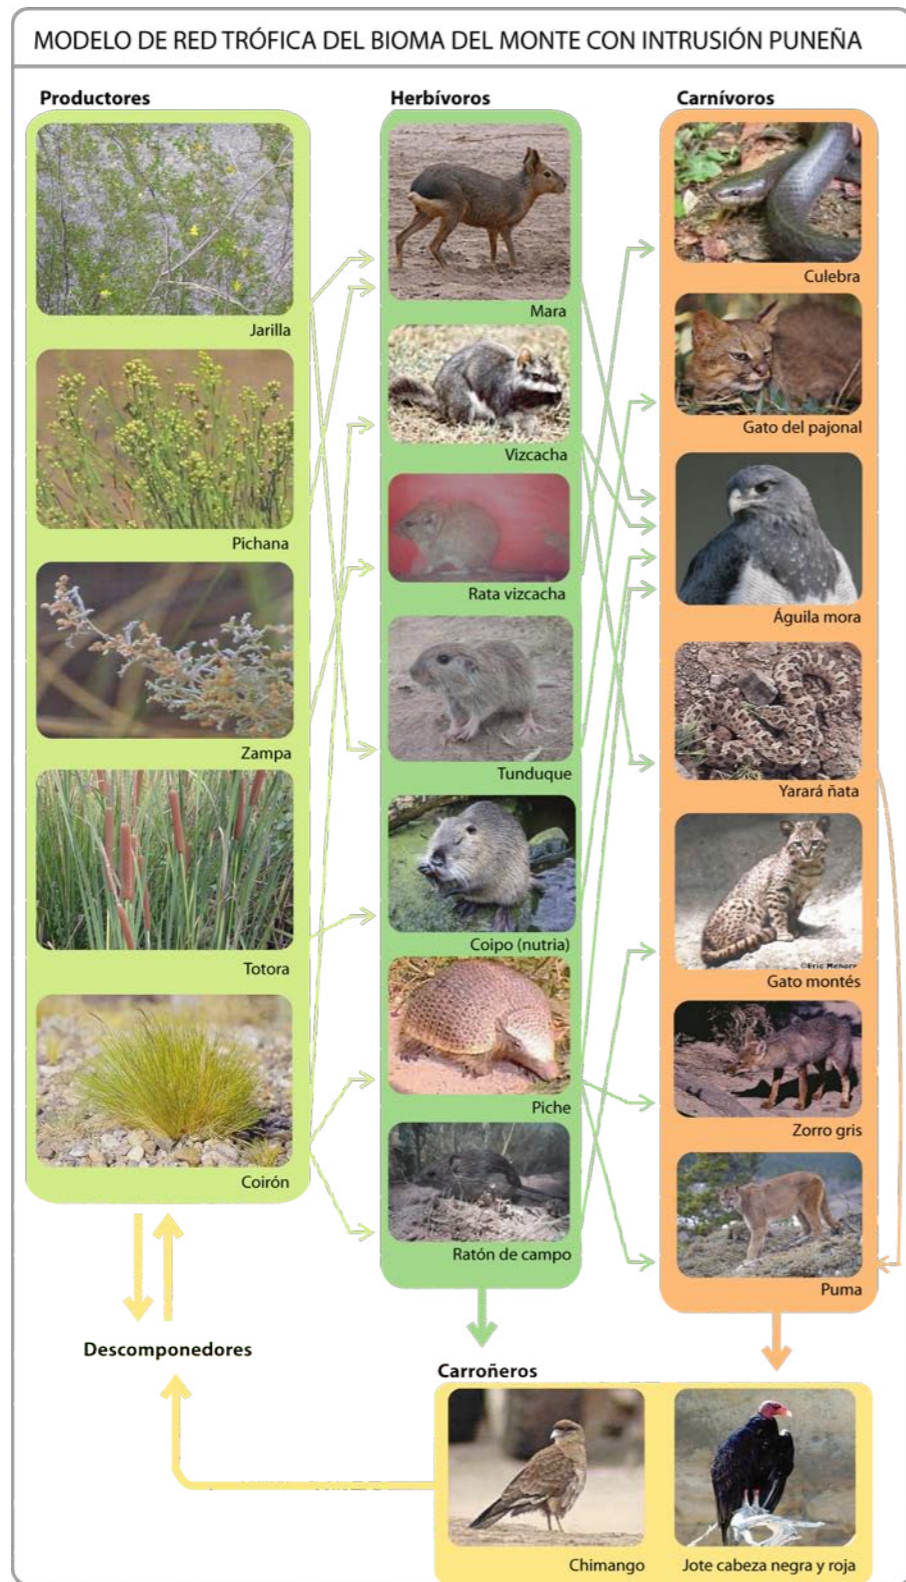 MODELO DE RED TRÓFICA DEL BIOMA DEL MONTE CON INTRUSIÓN PUNEÑA
Productores
Jarilla
Pichana
Zampa
Totora
Coirón
Herbívoros
Mara
Vizcacha
Rata vizcacha
Tunduque
Coipo (nutria)
Piche
Ratón de campo
Carnívoros
Culebra
Gato del pajonal
Águila mora
Yarará ñata
Gato montés
Zorro gris
Puma
Descomponedores
Carroñeros
Chimango
Jote cabeza negra y roja